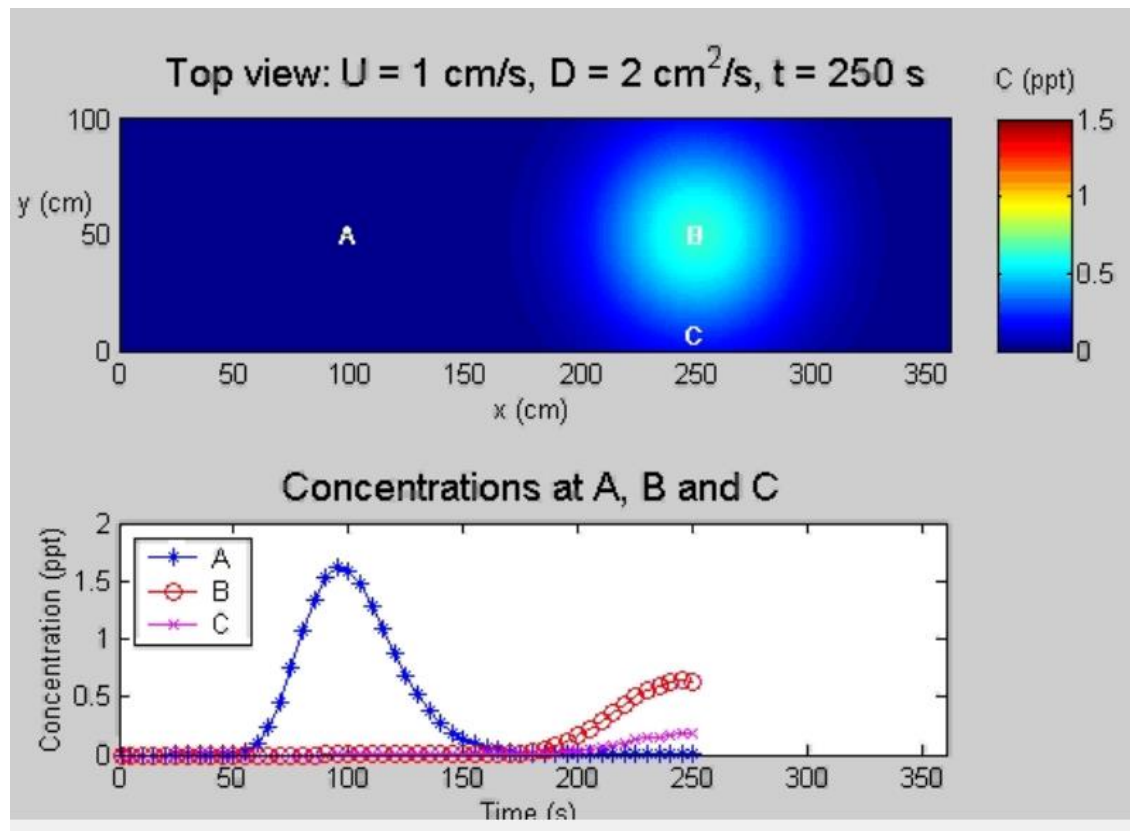 Top view: U = 1 cm/s, D = 2 cm²/s, t = 250 s
C (ppt)
100
50
0
y (cm)
A
B
C
0 50 100 150 200 250 300 350
x (cm)
1.5
1
0.5
0
Concentrations at A, B and C
2
1.5
1
0.5
0
Concentration (ppt)
A
B
C
0 50 100 150 200 250 300 350
Time (s)